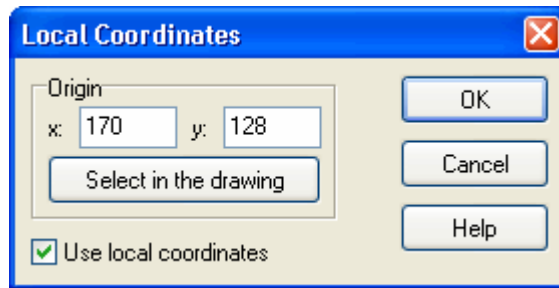 Local Coordinates
Origin
x: 170 y: 128
Select in the drawing
Use local coordinates
OK
Cancel
Help